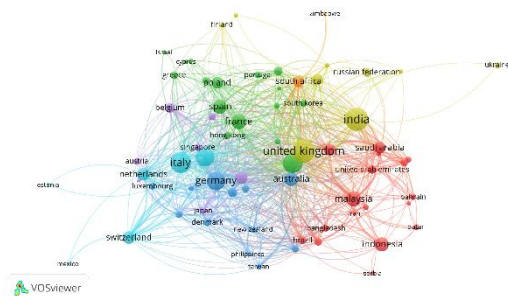 zimbabwe
finland
israel
cyprus
ukraine
greece
poland
portugal
south africa
russian federation
belgium
spain
south korea
france
india
hong kong
singapore
united kingdom
saudi arabia
austria
italy
united arab emirates
netherlands
germany
australia
estonia
luxembourg
malaysia
bahrain
japan
iran
denmark
new zealand
bangladesh
qatar
switzerland
brazil
indonesia
philippines
mexico
taiwan
serbia
VOSviewer